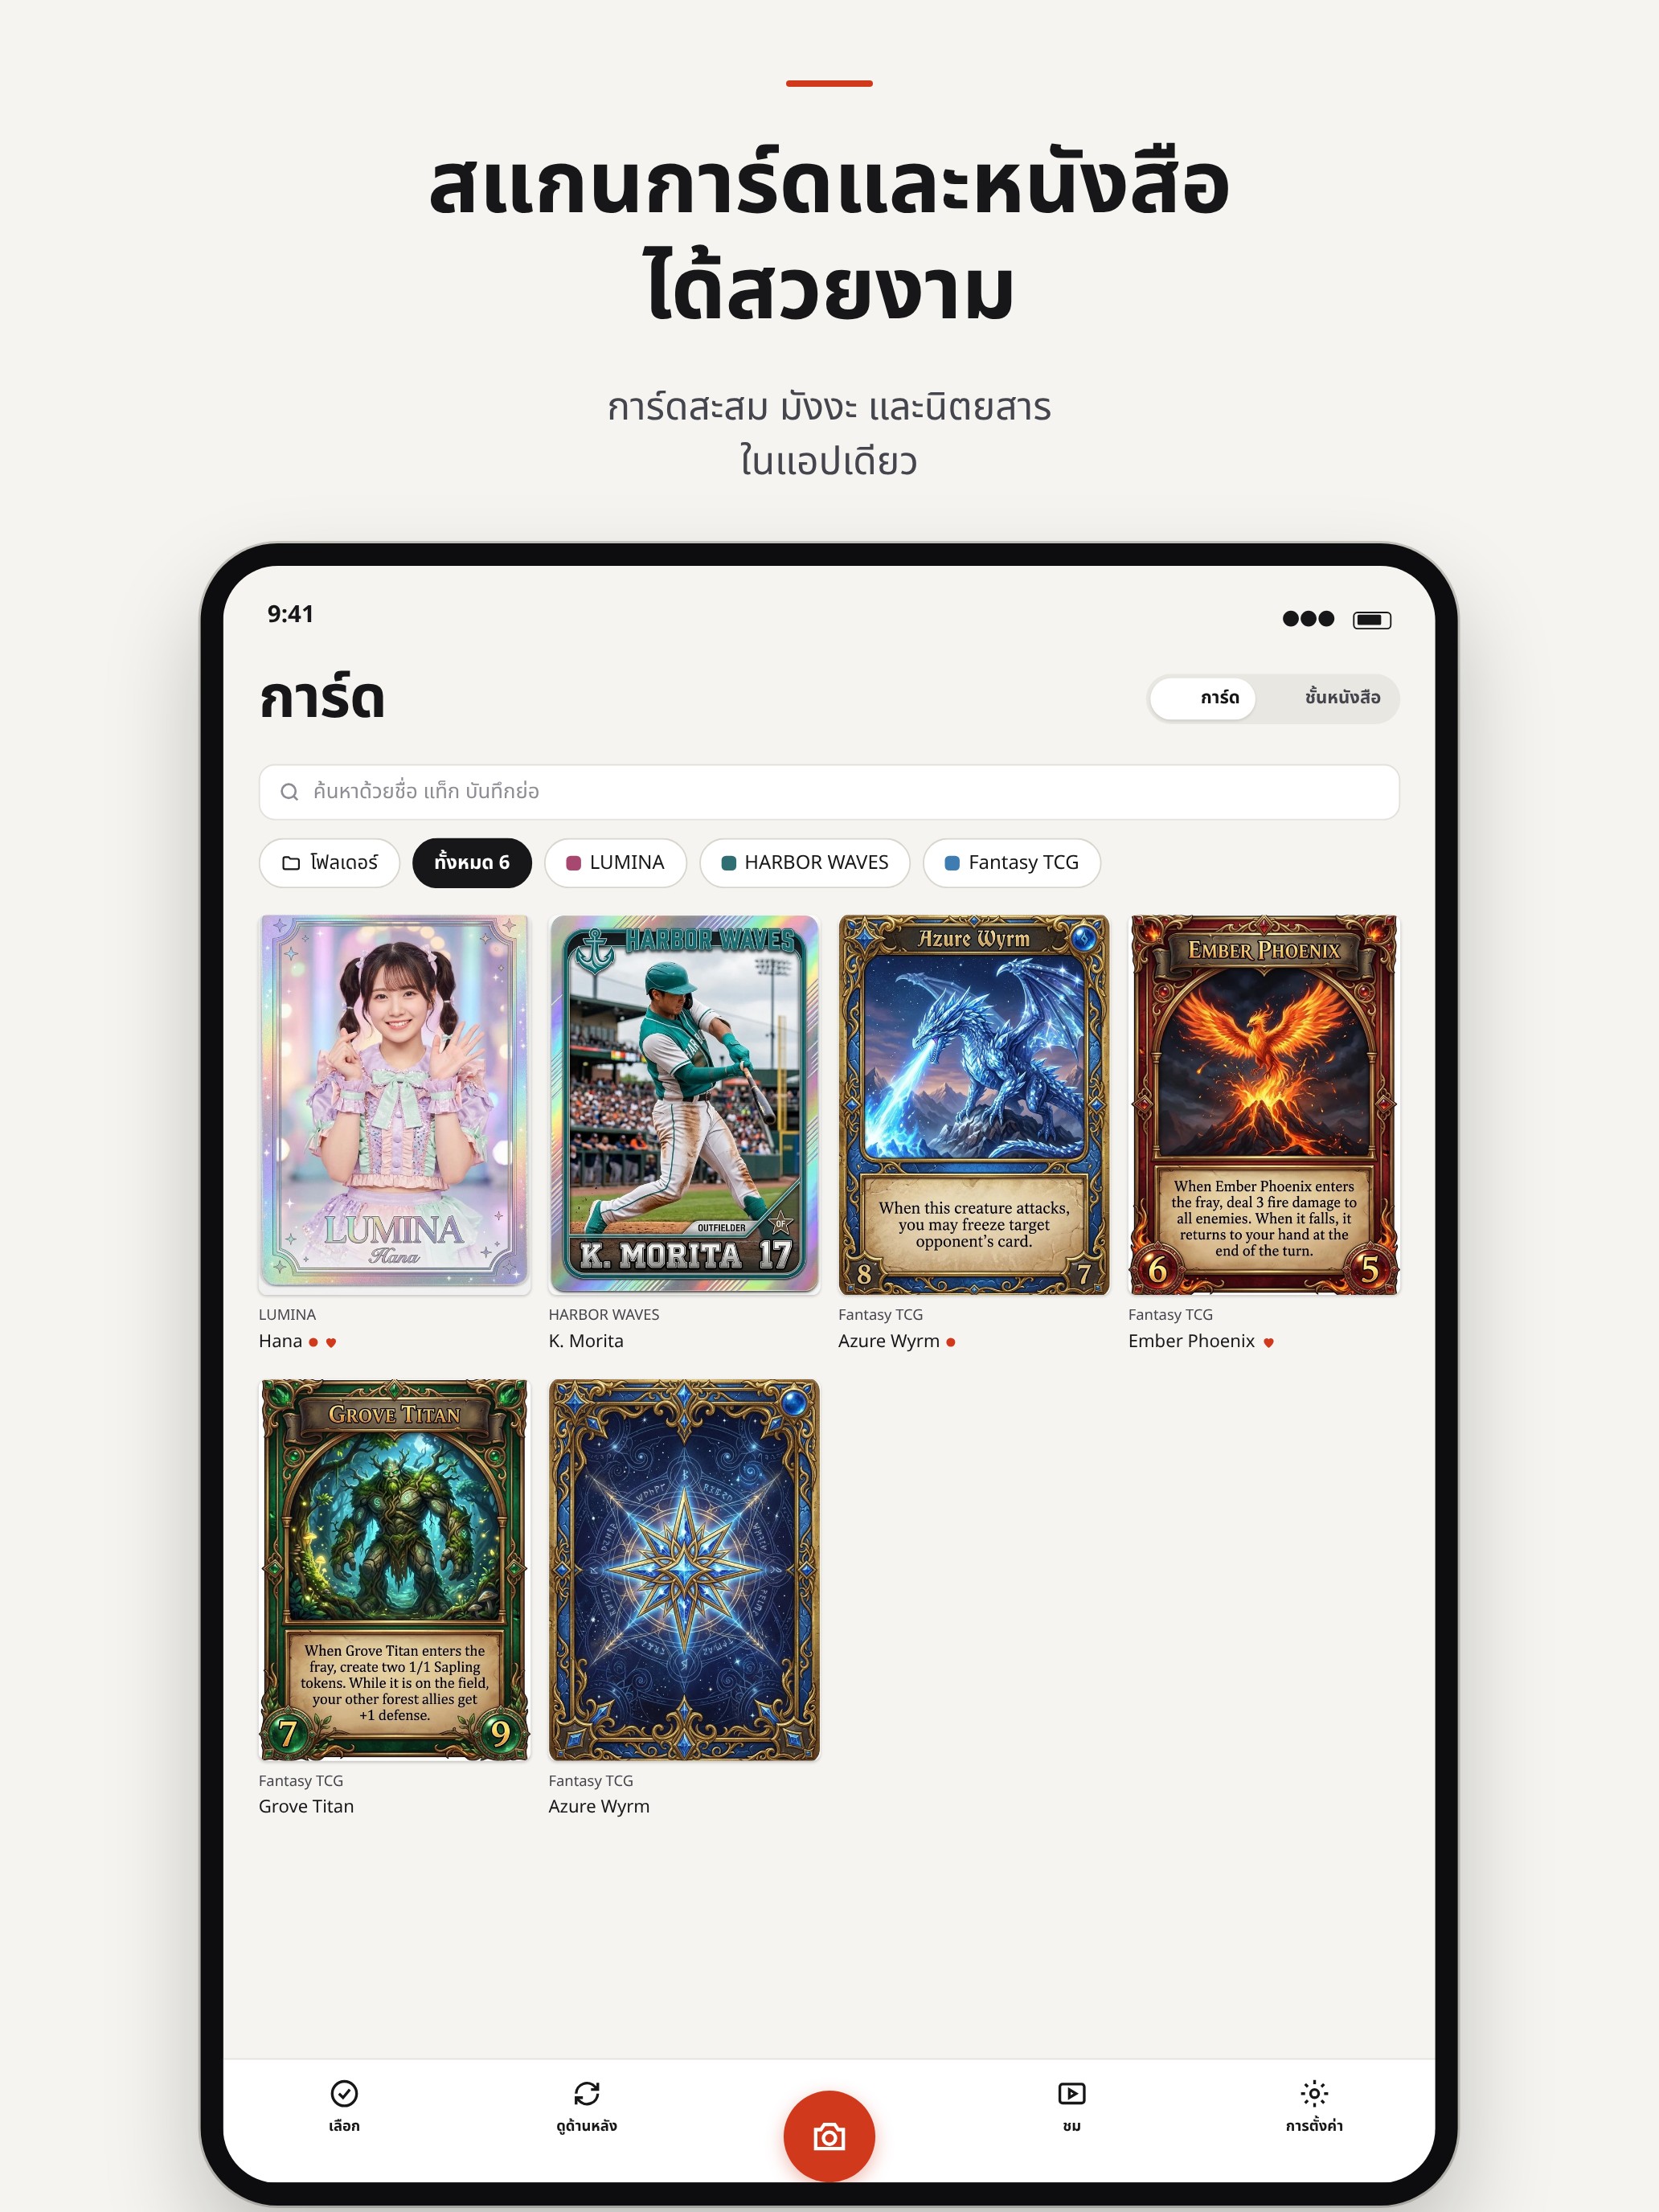 สแกนการ์ดและหนังสือ
ได้สวยงาม
การ์ดสะสม มังงะ และนิตยสาร
ในแอปเดียว
9:41
การ์ด
การ์ด
ชั้นหนังสือ
ค้นหาด้วยชื่อ แท็ก บันทึกย่อ
โฟลเดอร์
ทั้งหมด 6
LUMINA
HARBOR WAVES
Fantasy TCG
LUMINA
Hana
HARBOR WAVES
OUTFIELDER
OF
K. MORITA 17
Azure Wyrm
When this creature attacks,
you may freeze target
opponent's card.
8
7
EMBER PHOENIX
When Ember Phoenix enters
the fray, deal 3 fire damage to
all enemies. When it falls, it
returns to your hand at the
end of the turn.
6
5
LUMINA
Hana
HARBOR WAVES
K. Morita
Fantasy TCG
Azure Wyrm
Fantasy TCG
Ember Phoenix
GROVE TITAN
When Grove Titan enters the
fray, create two 1/1 Sapling
tokens. While it is on the field,
your other forest allies get
+1 defense.
7
9
Fantasy TCG
Grove Titan
Fantasy TCG
Azure Wyrm
เลือก
ดูด้านหลัง
ชม
การตั้งค่า